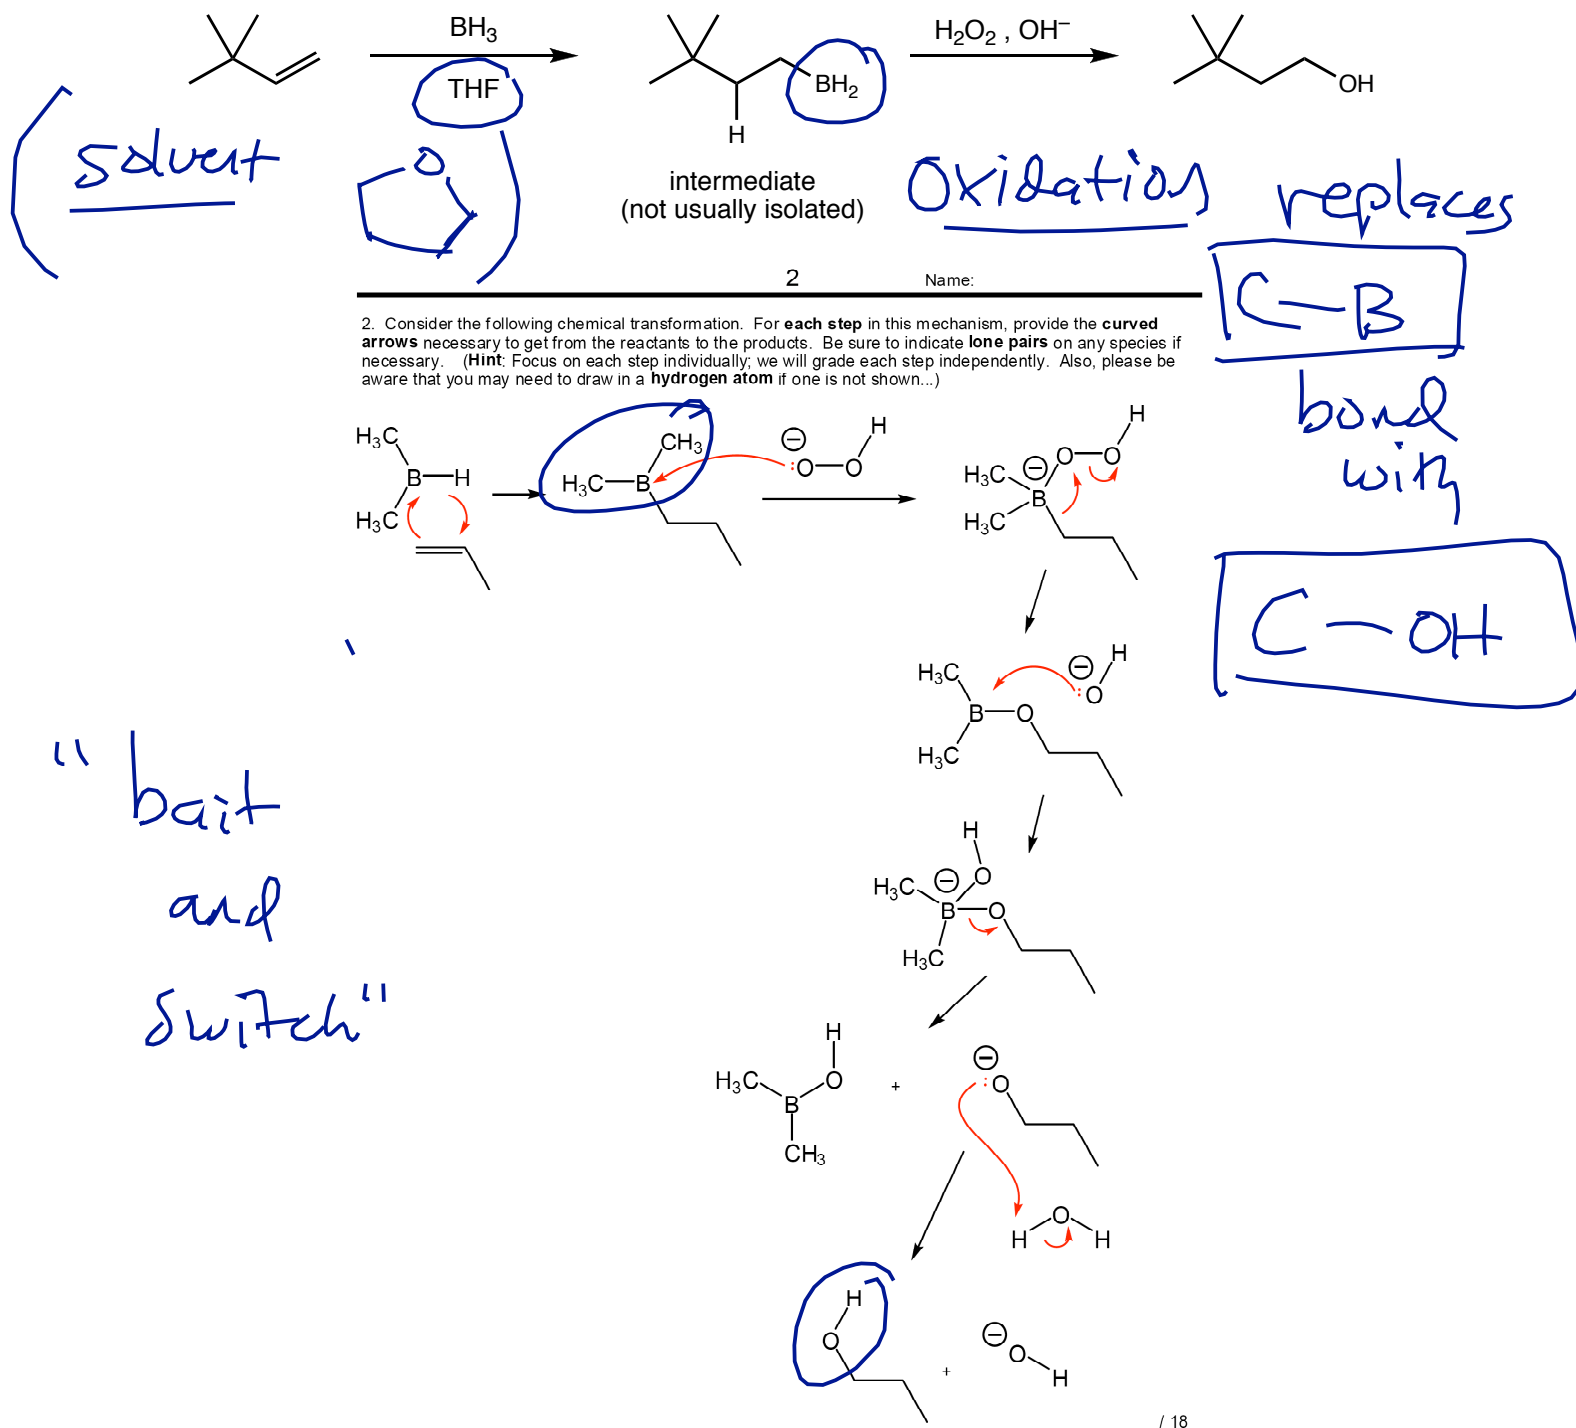 BH₃
THF
BH₂
H
H₂O₂ , OH⁻
OH
solvent
O
intermediate
(not usually isolated)
Oxidation
replaces
C—B
bond
with
C—OH
2
Name:
2. Consider the following chemical transformation. For each step in this mechanism, provide the curved
arrows necessary to get from the reactants to the products. Be sure to indicate lone pairs on any species if
necessary. (Hint: Focus on each step individually; we will grade each step independently. Also, please be
aware that you may need to draw in a hydrogen atom if one is not shown...)
H₃C
B—H
H₃C
CH₃
H₃C—B
⊖
H
:O—O
H
O—O
⊖
H₃C
B
H₃C
H₃C
B—O
H₃C
⊖
H
:O
"bait
and
switch"
H
O
⊖
H₃C
B—O
H₃C
H
O
H₃C
B
CH₃
+
⊖
:O
O
H
H
H
O
+
⊖
O
H
/ 18